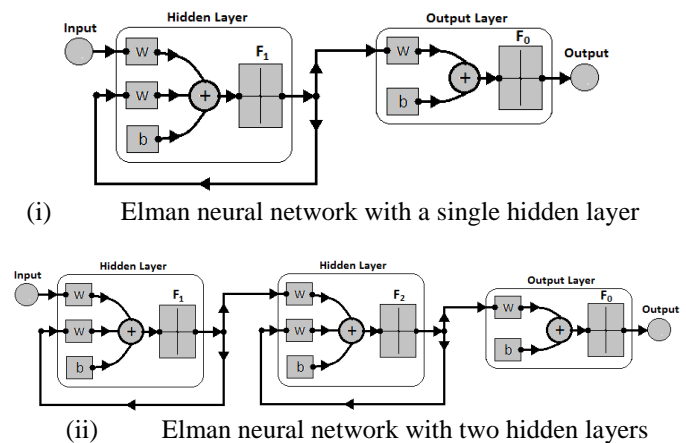 Hidden Layer
Output Layer
Input
F₁
F₀
Output
W
W
b
+
W
b
+
(i) Elman neural network with a single hidden layer
Hidden Layer
Hidden Layer
Output Layer
Input
F₁
F₂
F₀
Output
W
W
b
+
W
W
b
+
W
b
+
(ii) Elman neural network with two hidden layers